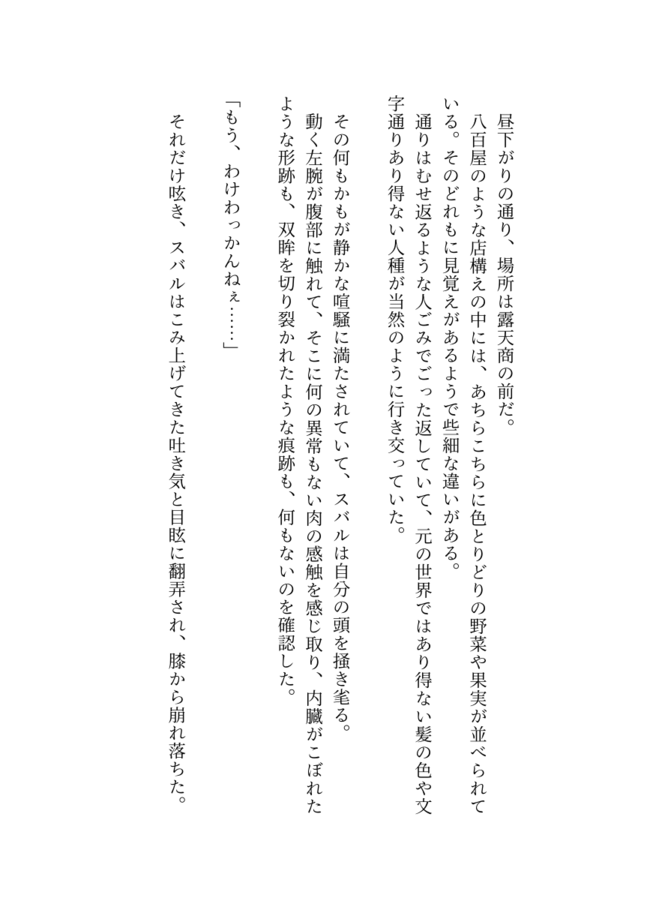 昼下がりの通り、場所は露天商の前だ。
八百屋のような店構えの中には、あちらこちらに色とりどりの野菜や果実が並べられて
いる。そのどれもに見覚えがあるようで些細な違いがある。
通りはむせ返るような人ごみでごった返していて、元の世界ではあり得ない髪の色や文
字通りあり得ない人種が当然のように行き交っていた。
その何もかもが静かな喧騒に満たされていて、スバルは自分の頭を掻き毟る。
動く左腕が腹部に触れて、そこに何の異常もない肉の感触を感じ取り、内臓がこぼれた
ような形跡も、双眸を切り裂かれたような痕跡も、何もないのを確認した。
「もう、わけわっかんねぇ……」
それだけ呟き、スバルはこみ上げてきた吐き気と目眩に翻弄され、膝から崩れ落ちた。